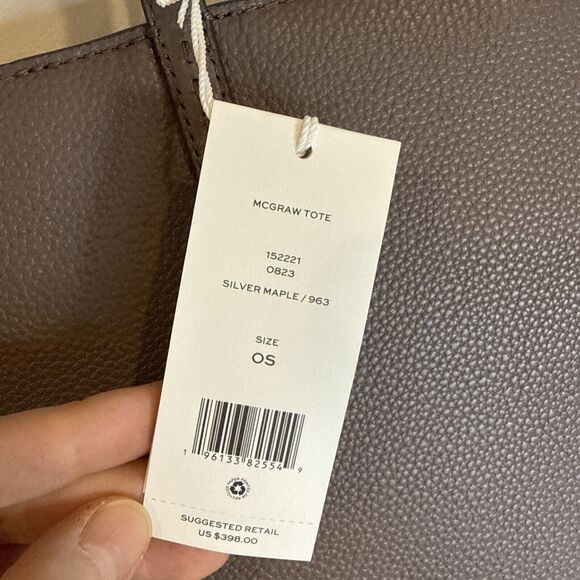 MCGRAW TOTE
152221
0823
SILVER MAPLE / 963
SIZE
OS
1 96133 82554 9
SUGGESTED RETAIL
US $398.00